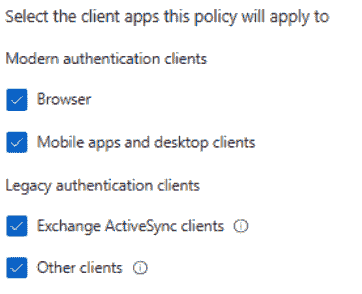 Select the client apps this policy will apply to
Modern authentication clients
Browser
Mobile apps and desktop clients
Legacy authentication clients
Exchange ActiveSync clients
Other clients